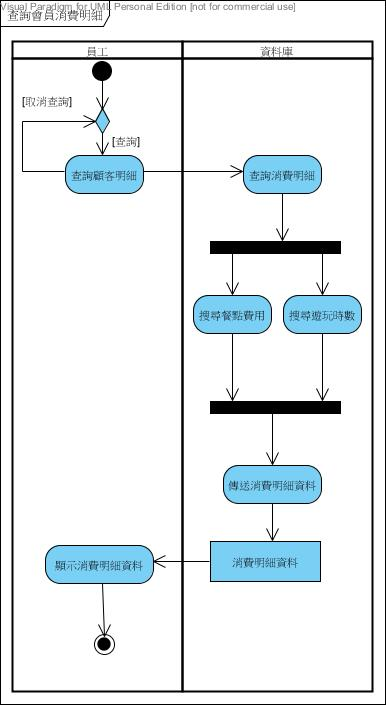 Visual Paradigm for UML Personal Edition [not for commercial use]
查詢會員消費明細
員工
資料庫
[取消查詢]
[查詢]
查詢顧客明細
查詢消費明細
搜尋餐點費用
搜尋遊玩時數
傳送消費明細資料
顯示消費明細資料
消費明細資料